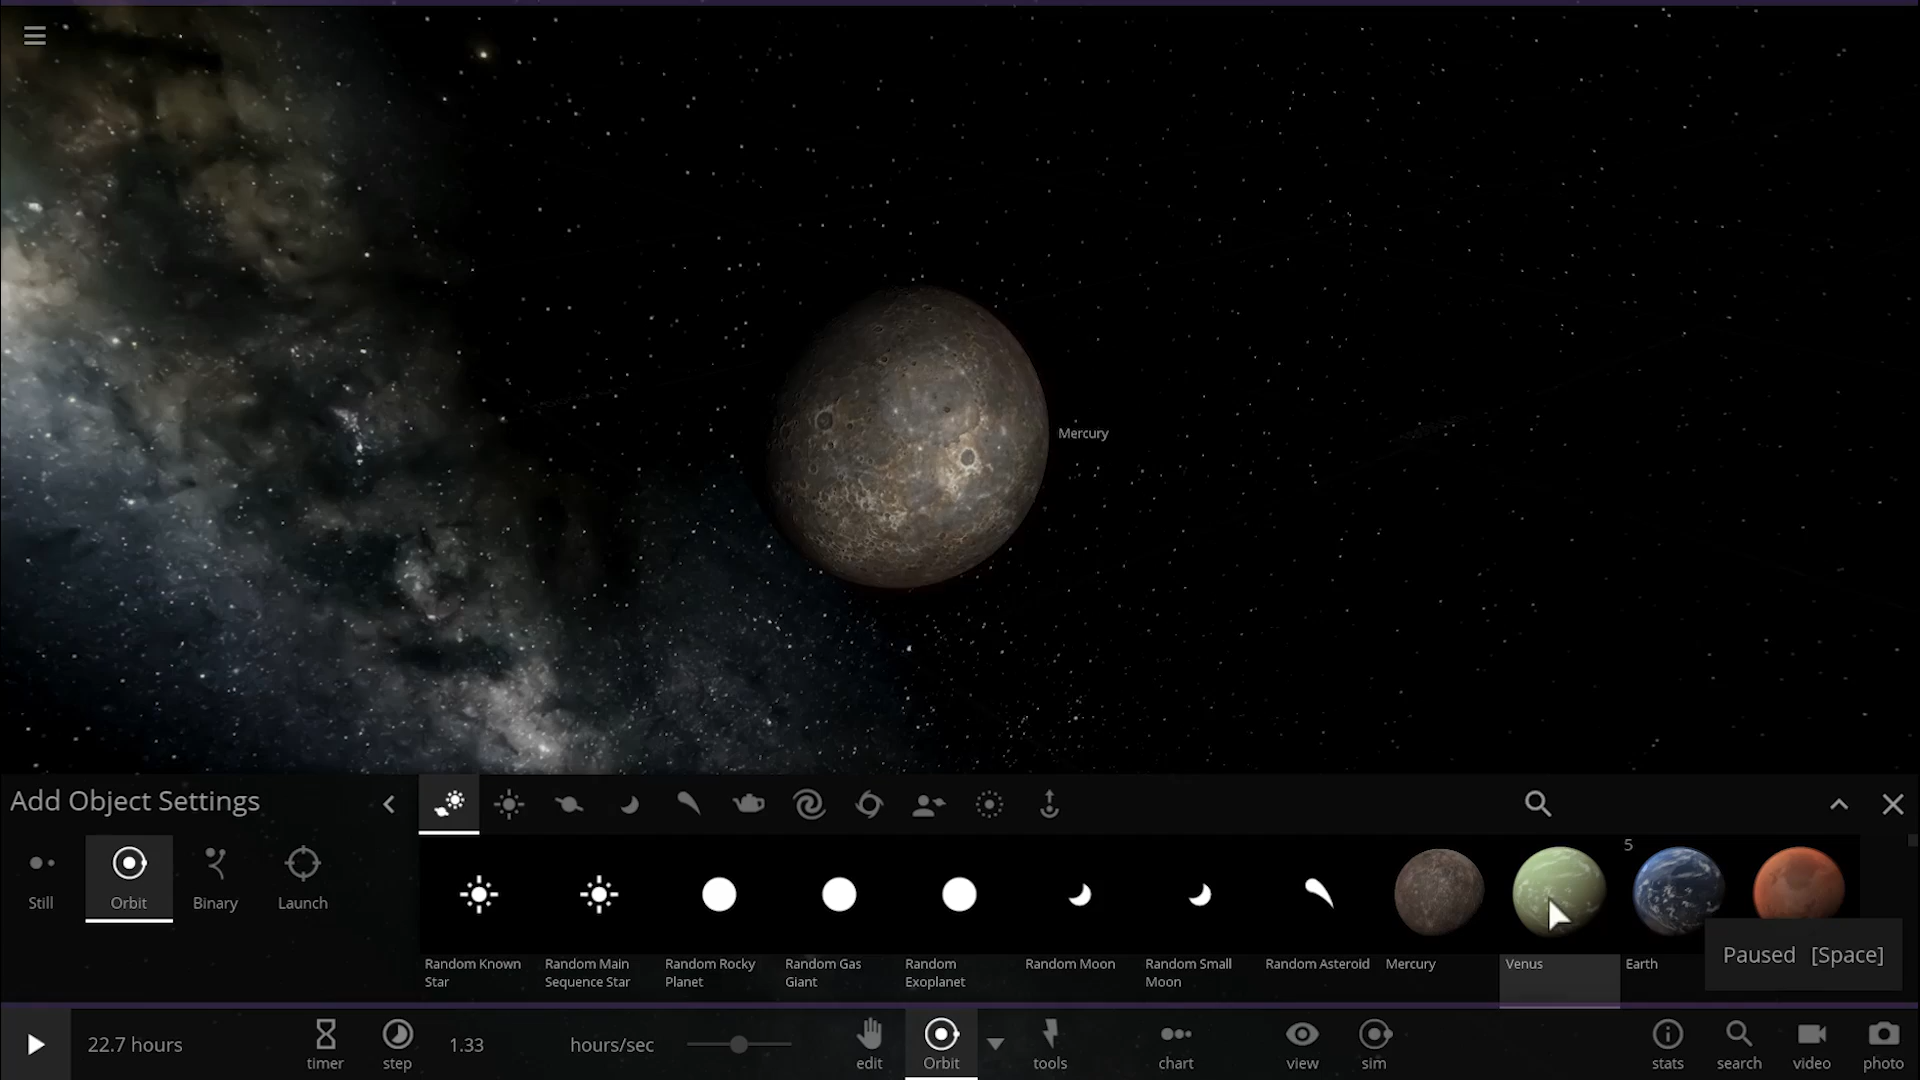 Mercury
Add Object Settings
Still
Orbit
Binary
Launch
5
Random Known
Star
Random Main
Sequence Star
Random Rocky
Planet
Random Gas
Giant
Random
Exoplanet
Random Moon
Random Small
Moon
Random Asteroid
Mercury
Venus
Earth
Paused [Space]
22.7 hours
timer
step
1.33
hours/sec
edit
Orbit
tools
chart
view
sim
stats
search
video
photo